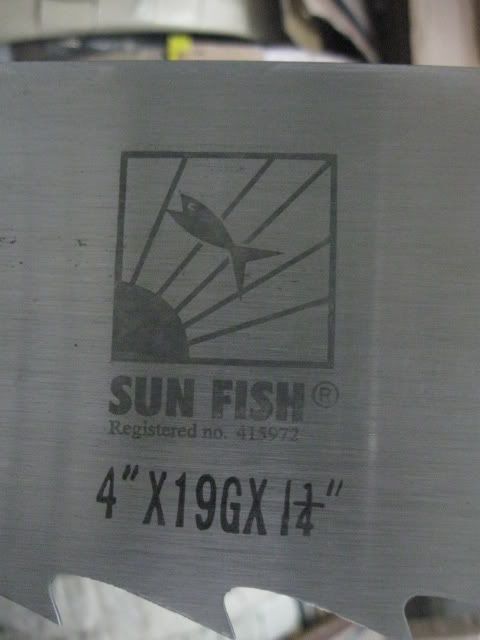 SUN FISH®
Registered no. 415972
4" X19GX 1¼"